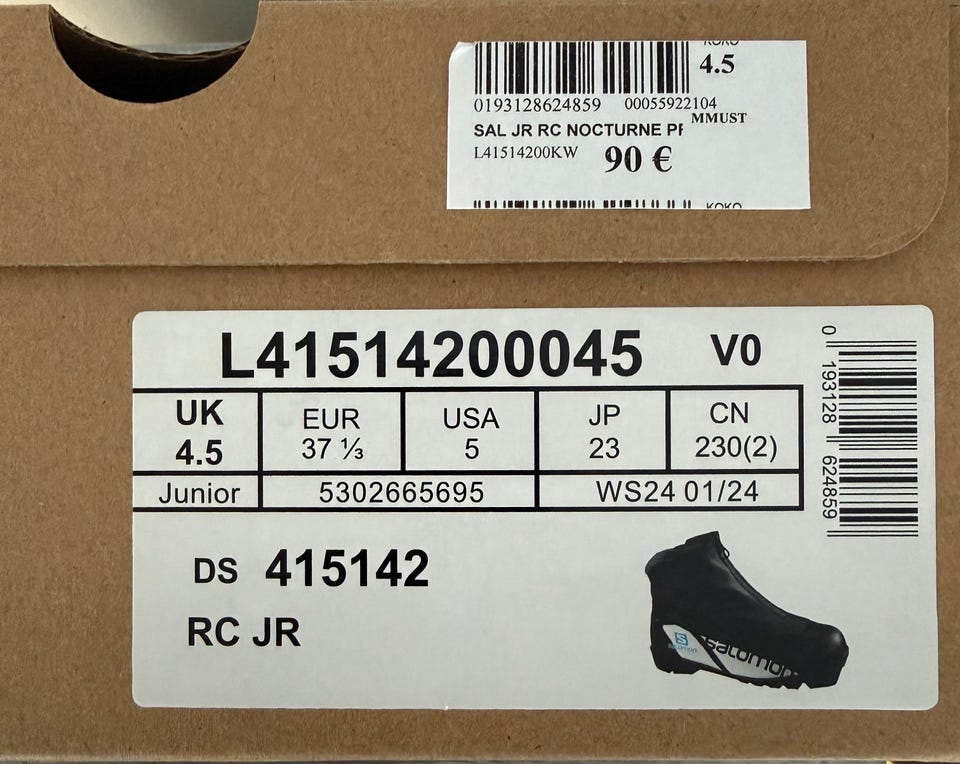 KOKO
4.5
0193128624859 00055922104
MMUST
SAL JR RC NOCTURNE
L41514200KW 90 €
KOKO
L41514200045 V0
UK EUR USA JP CN
4.5 37 ⅓ 5 23 230(2)
Junior 5302665695 WS24 01/24
0 193128 624859
DS 415142
RC JR
salomon